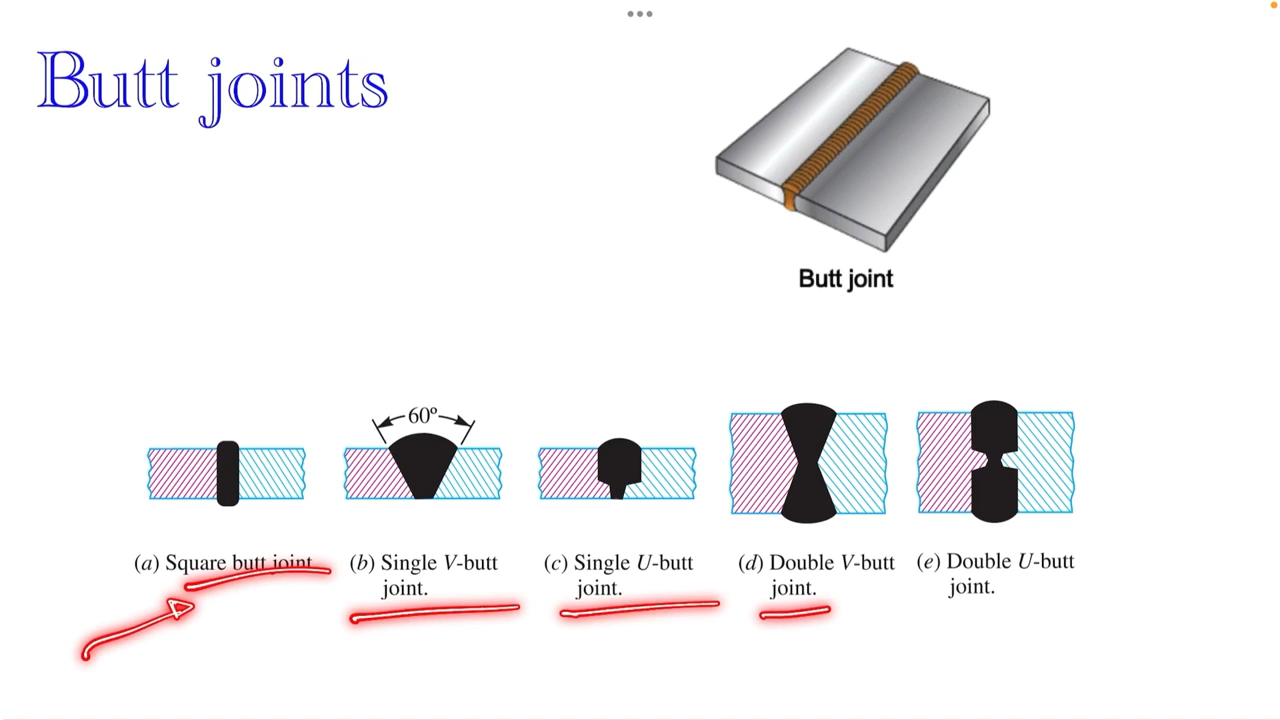 Butt joints
Butt joint
60º
(a) Square butt joint
(b) Single V-butt
joint.
(c) Single U-butt
joint.
(d) Double V-butt
joint.
(e) Double U-butt
joint.